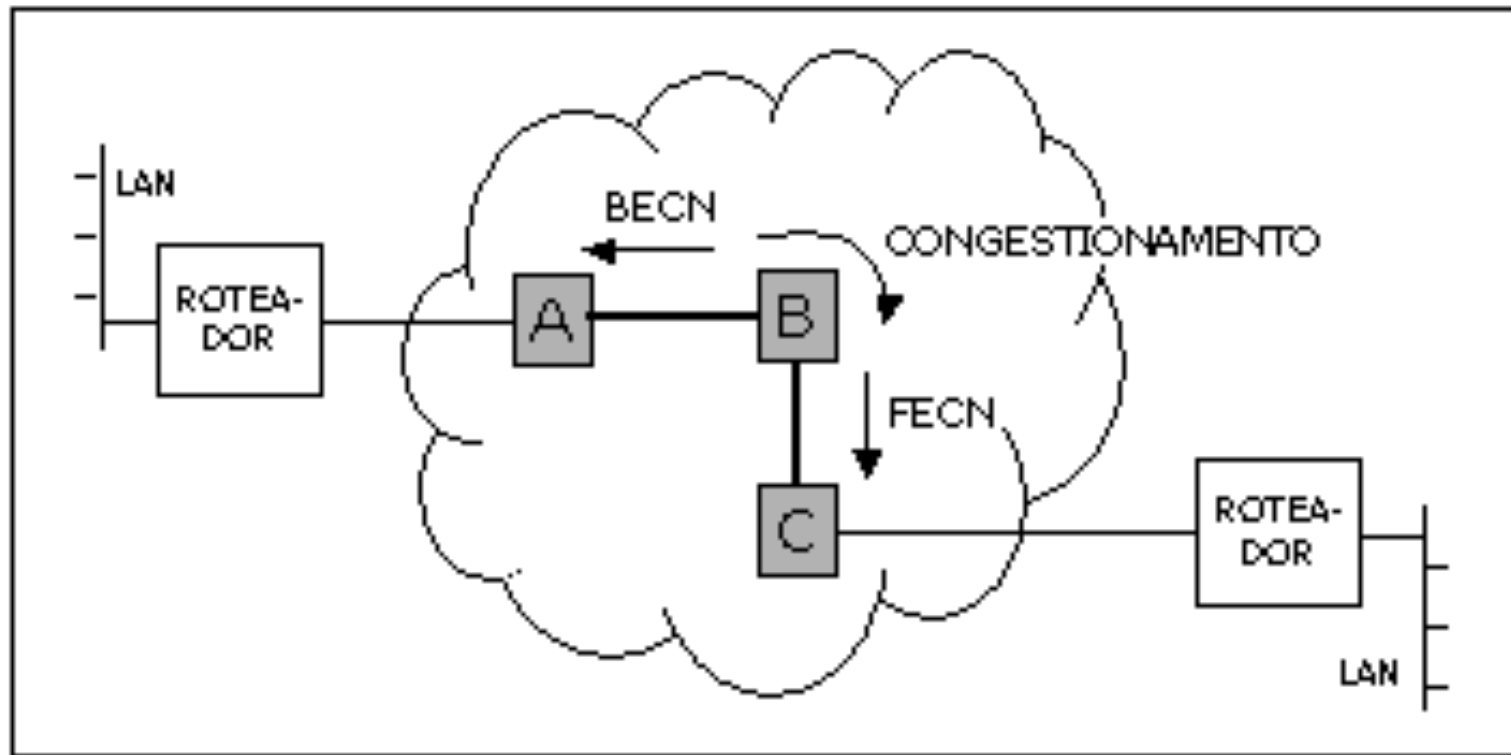 LAN
BECN
CONGESTIONAMENTO
ROTEA-
DOR
A
B
FECN
C
ROTEA-
DOR
LAN